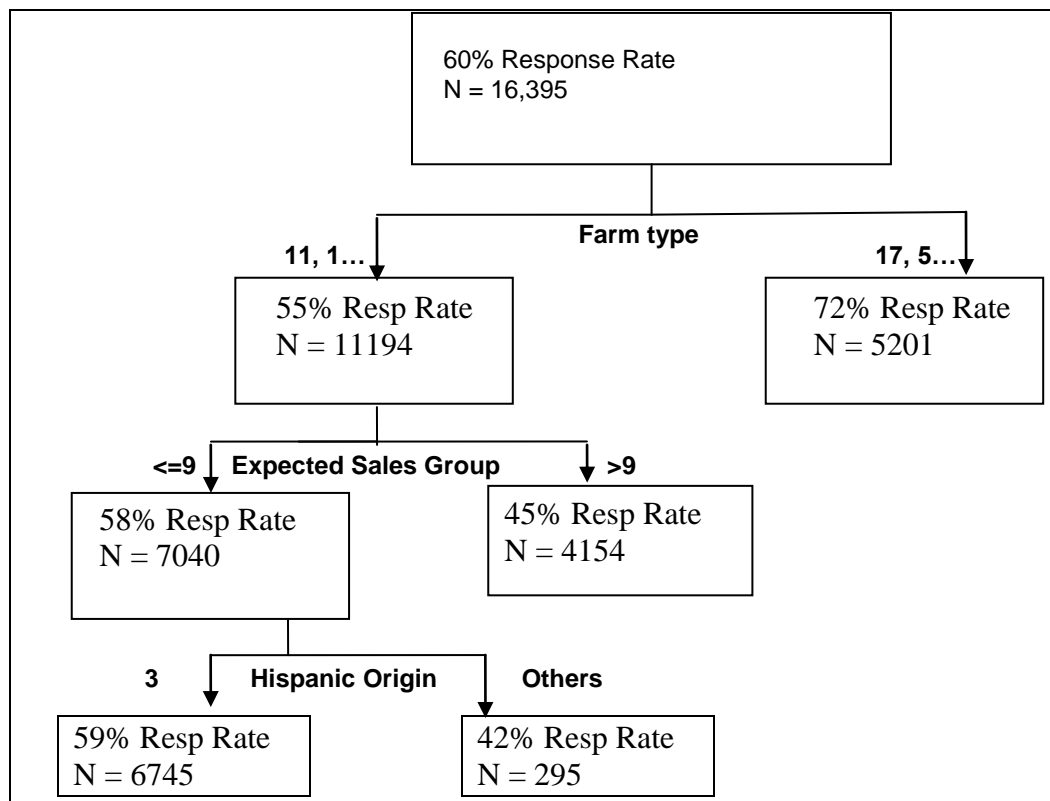 60% Response Rate
N = 16,395
Farm type
11, 1…
17, 5…
55% Resp Rate
N = 11194
72% Resp Rate
N = 5201
<=9
Expected Sales Group
>9
58% Resp Rate
N = 7040
45% Resp Rate
N = 4154
3
Hispanic Origin
Others
59% Resp Rate
N = 6745
42% Resp Rate
N = 295